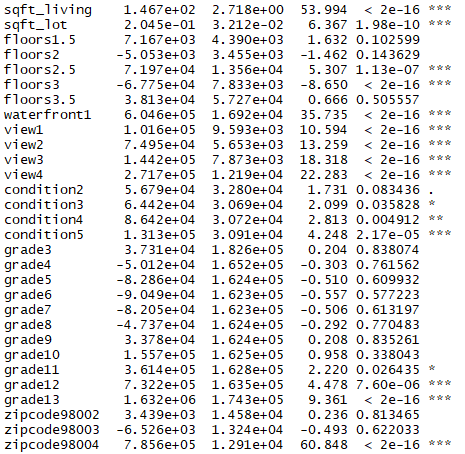 sqft_living 1.467e+02 2.718e+00 53.994 < 2e-16 ***
sqft_lot 2.045e-01 3.212e-02 6.367 1.98e-10 ***
floors1.5 7.167e+03 4.390e+03 1.632 0.102599
floors2 -5.053e+03 3.455e+03 -1.462 0.143629
floors2.5 7.197e+04 1.356e+04 5.307 1.13e-07 ***
floors3 -6.775e+04 7.833e+03 -8.650 < 2e-16 ***
floors3.5 3.813e+04 5.727e+04 0.666 0.505557
waterfront1 6.046e+05 1.692e+04 35.735 < 2e-16 ***
view1 1.016e+05 9.593e+03 10.594 < 2e-16 ***
view2 7.495e+04 5.653e+03 13.259 < 2e-16 ***
view3 1.442e+05 7.873e+03 18.318 < 2e-16 ***
view4 2.717e+05 1.219e+04 22.283 < 2e-16 ***
condition2 5.679e+04 3.280e+04 1.731 0.083436 .
condition3 6.442e+04 3.069e+04 2.099 0.035828 *
condition4 8.642e+04 3.072e+04 2.813 0.004912 **
condition5 1.313e+05 3.091e+04 4.248 2.17e-05 ***
grade3 3.731e+04 1.826e+05 0.204 0.838074
grade4 -5.012e+04 1.652e+05 -0.303 0.761562
grade5 -8.286e+04 1.624e+05 -0.510 0.609932
grade6 -9.049e+04 1.623e+05 -0.557 0.577223
grade7 -8.205e+04 1.623e+05 -0.506 0.613197
grade8 -4.737e+04 1.624e+05 -0.292 0.770483
grade9 3.378e+04 1.624e+05 0.208 0.835261
grade10 1.557e+05 1.625e+05 0.958 0.338043
grade11 3.614e+05 1.628e+05 2.220 0.026435 *
grade12 7.322e+05 1.635e+05 4.478 7.60e-06 ***
grade13 1.632e+06 1.743e+05 9.361 < 2e-16 ***
zipcode98002 3.439e+03 1.458e+04 0.236 0.813465
zipcode98003 -6.526e+03 1.324e+04 -0.493 0.622033
zipcode98004 7.856e+05 1.291e+04 60.848 < 2e-16 ***